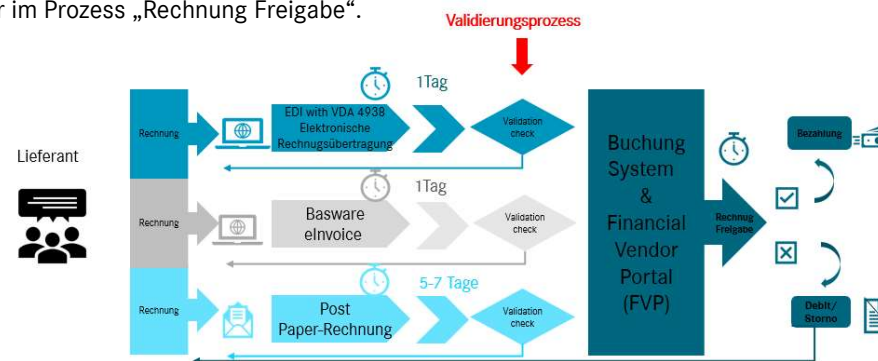 r im Prozess „Rechnung Freigabe“.
Validierungsprozess
Lieferant
Rechnung
EDI with VDA 4938
Elektronische
Rechnugsübertragung
1Tag
Validation
check
Rechnung
Basware
eInvoice
1Tag
Validation
check
Rechnung
Post
Paper-Rechnung
5-7 Tage
Validation
check
Buchung
System
&
Financial
Vendor
Portal
(FVP)
Rechnug
Freigabe
Bezahlung
Debit/
Storno